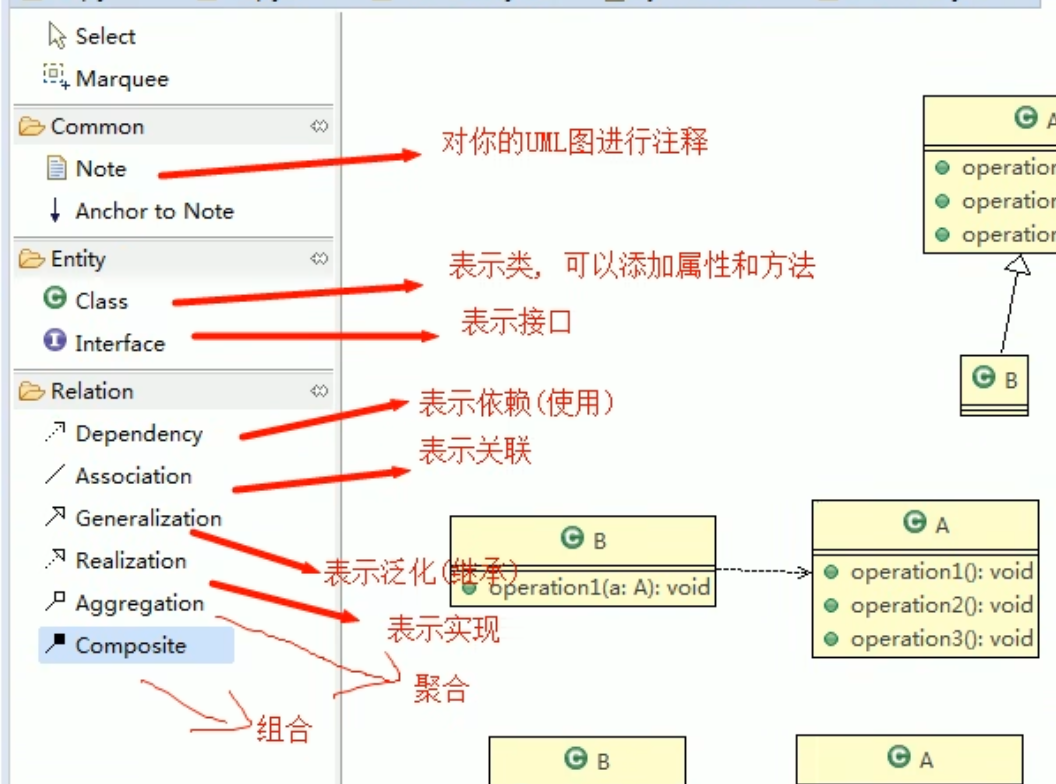 Select
Marquee
Common
Note
对你的UML图进行注释
Anchor to Note
Entity
Class
表示类, 可以添加属性和方法
Interface
表示接口
Relation
Dependency
表示依赖(使用)
Association
表示关联
Generalization
表示泛化(继承)
Realization
表示实现
Aggregation
聚合
Composite
组合
C A
operation
operation
operation
C B
C B
operation1(a: A): void
C A
operation1(): void
operation2(): void
operation3(): void
C B
C A